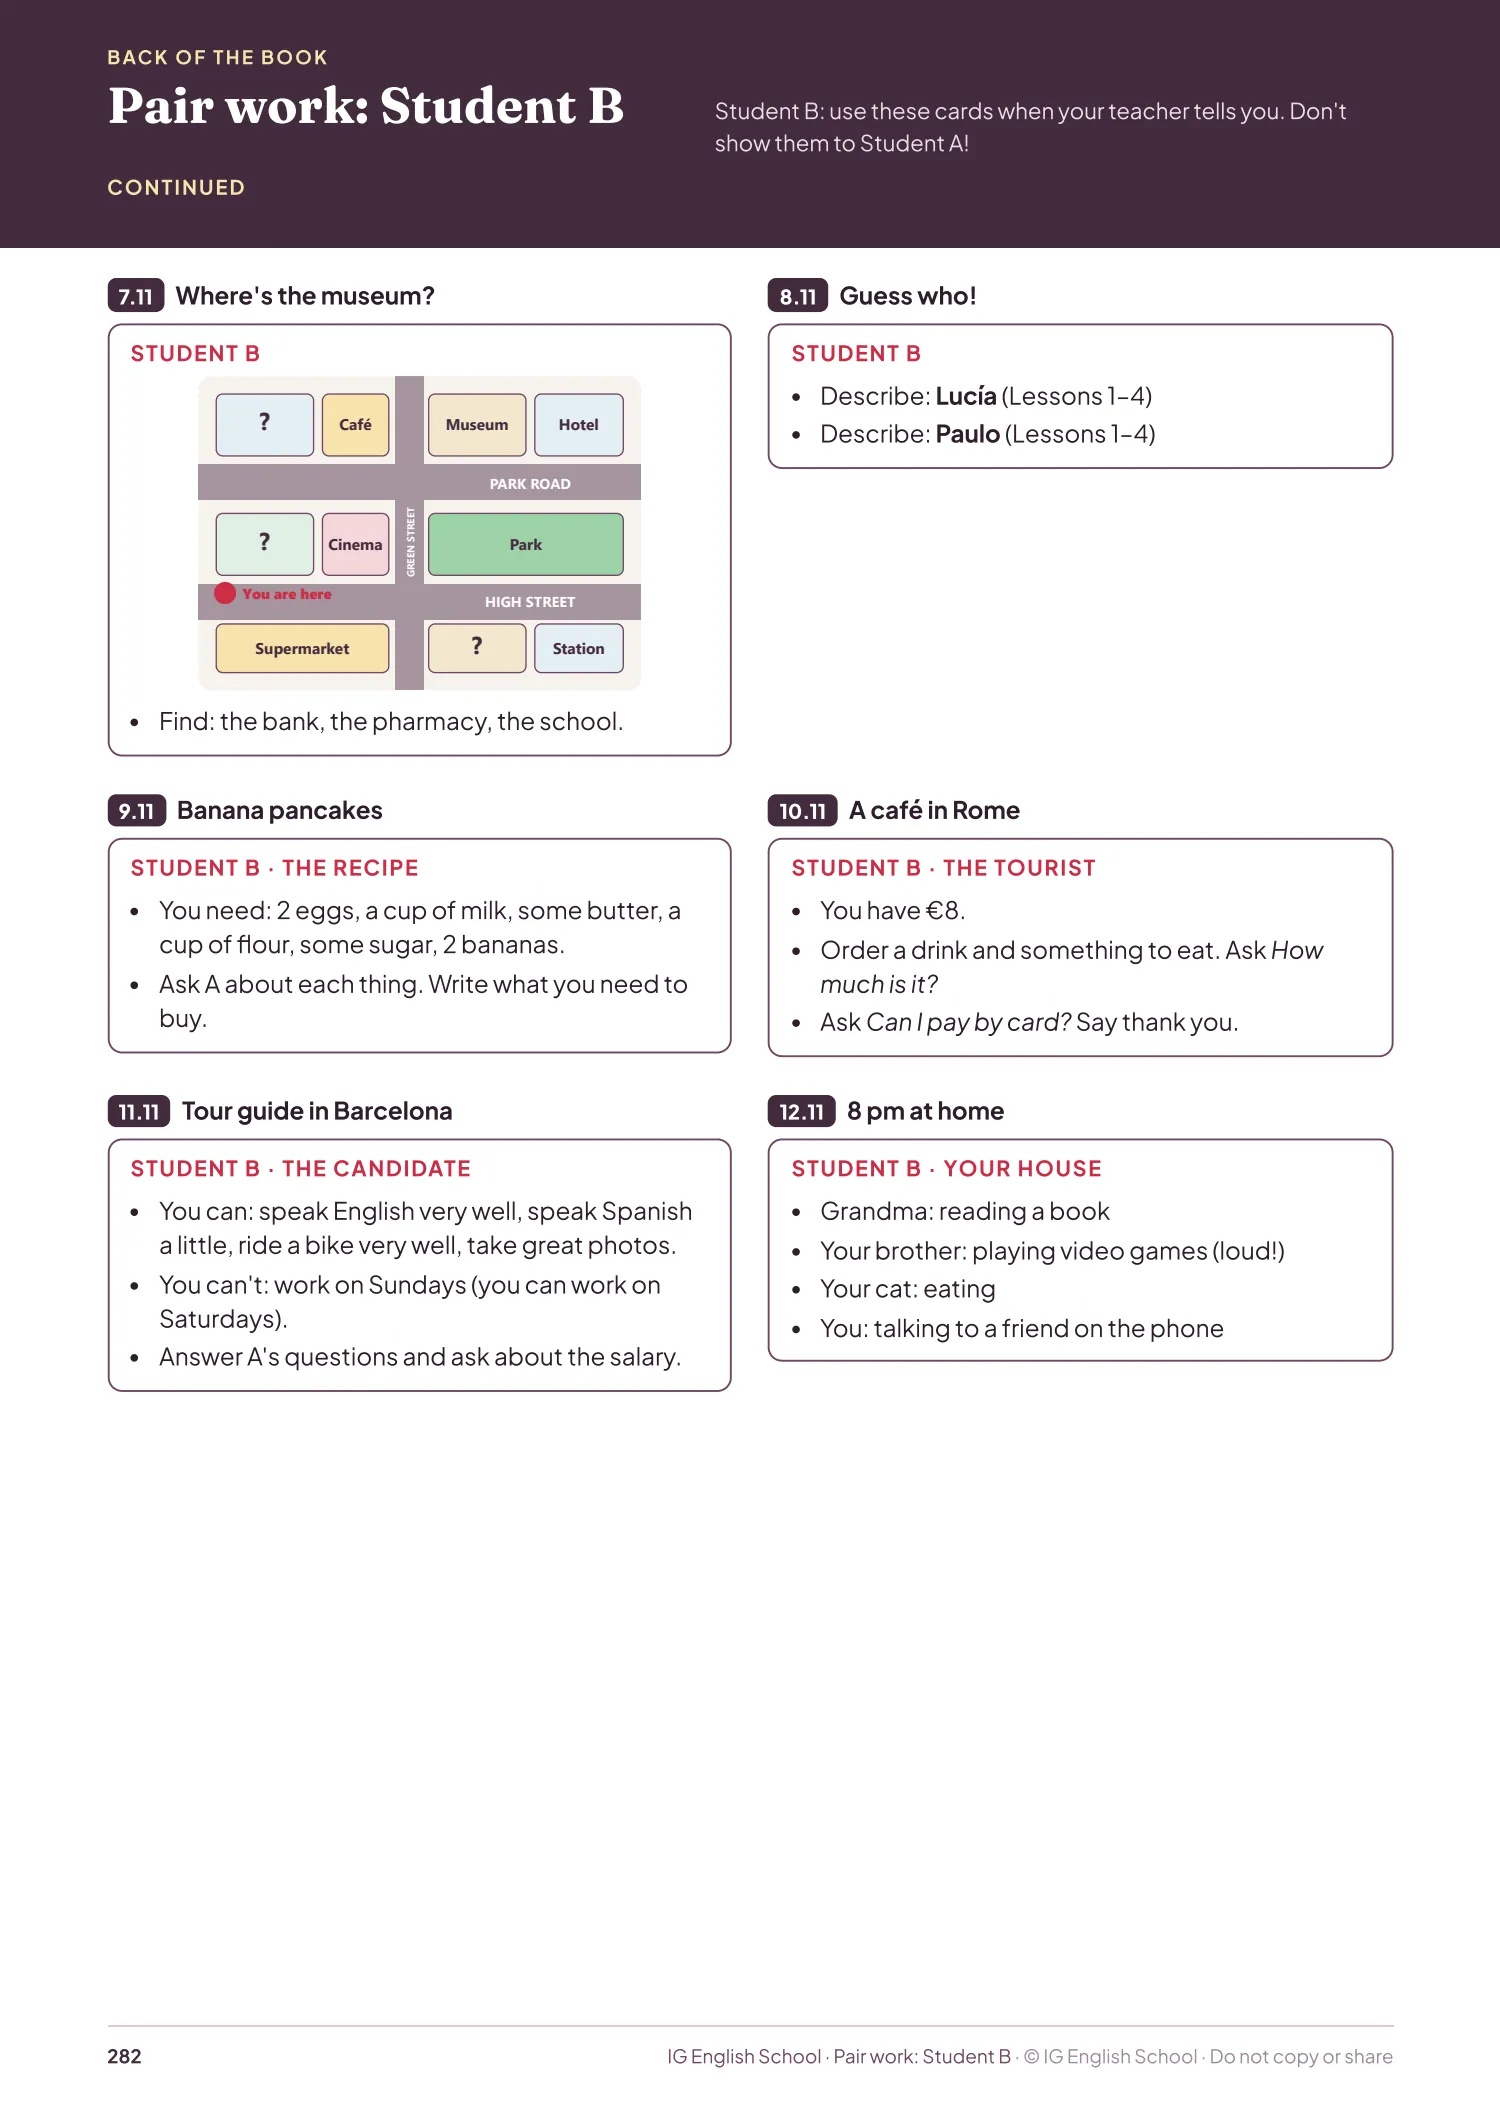 BACK OF THE BOOK
Pair work: Student B
Student B: use these cards when your teacher tells you. Don't
show them to Student A!
CONTINUED
7.11 Where's the museum?
STUDENT B
? Café Museum Hotel
PARK ROAD
? Cinema GREEN STREET Park
You are here
HIGH STREET
Supermarket ? Station
• Find: the bank, the pharmacy, the school.
8.11 Guess who!
STUDENT B
• Describe: Lucía (Lessons 1–4)
• Describe: Paulo (Lessons 1–4)
9.11 Banana pancakes
STUDENT B · THE RECIPE
• You need: 2 eggs, a cup of milk, some butter, a
cup of flour, some sugar, 2 bananas.
• Ask A about each thing. Write what you need to
buy.
10.11 A café in Rome
STUDENT B · THE TOURIST
• You have €8.
• Order a drink and something to eat. Ask How
much is it?
• Ask Can I pay by card? Say thank you.
11.11 Tour guide in Barcelona
STUDENT B · THE CANDIDATE
• You can: speak English very well, speak Spanish
a little, ride a bike very well, take great photos.
• You can't: work on Sundays (you can work on
Saturdays).
• Answer A's questions and ask about the salary.
12.11 8 pm at home
STUDENT B · YOUR HOUSE
• Grandma: reading a book
• Your brother: playing video games (loud!)
• Your cat: eating
• You: talking to a friend on the phone
282
IG English School · Pair work: Student B · © IG English School · Do not copy or share